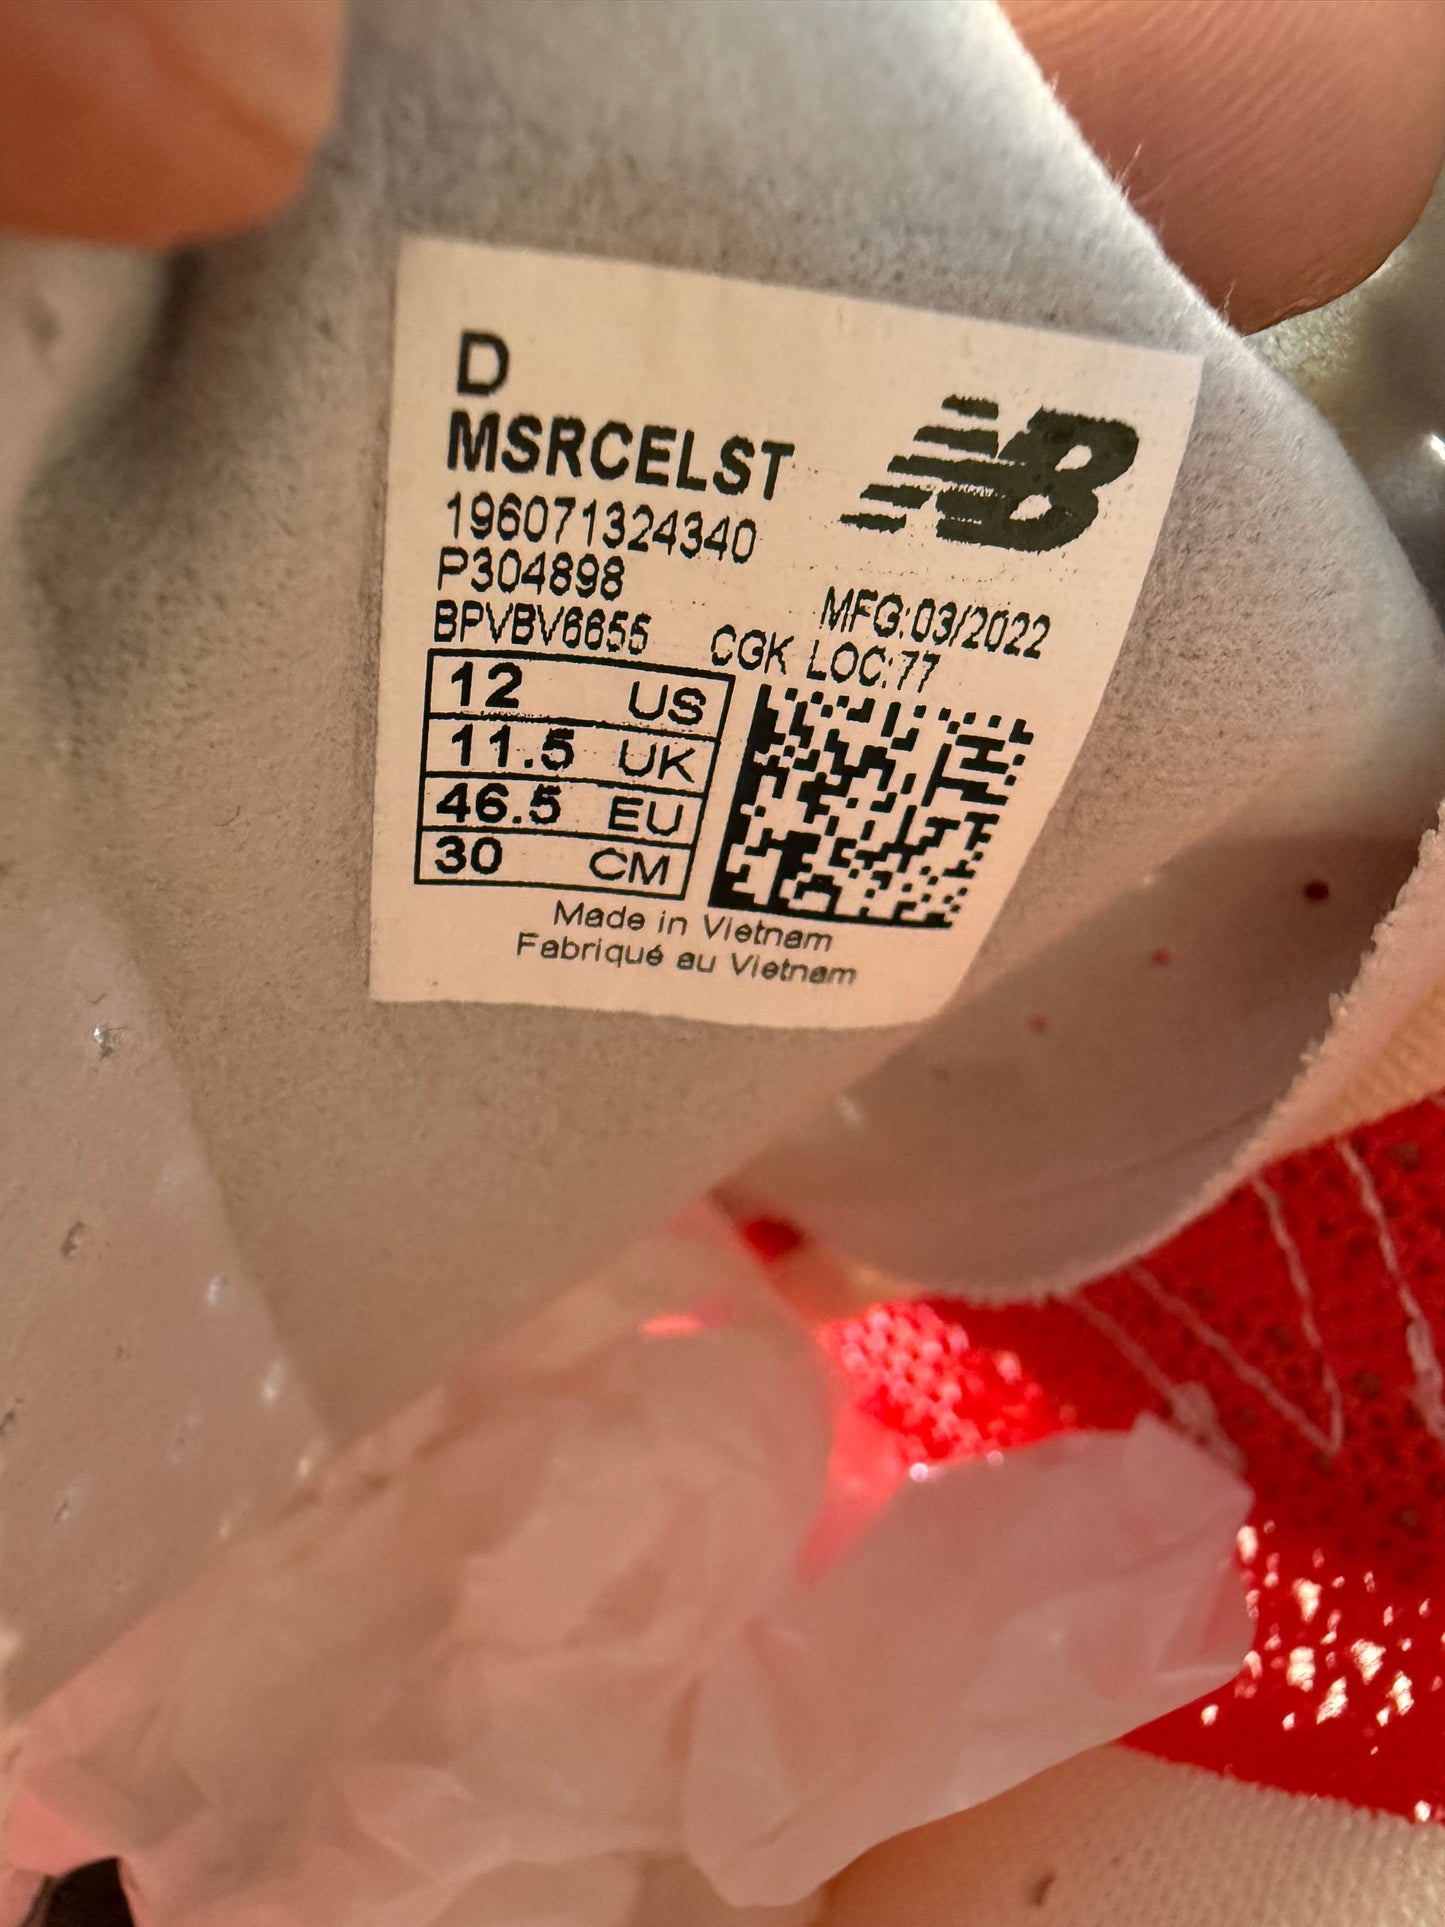 D
MSRCELST
NB
196071324340
P304898
MFG:03/2022
BPVBV6655 CGK LOC:77
12 US
11.5 UK
46.5 EU
30 CM
Made in Vietnam
Fabriqué au Vietnam